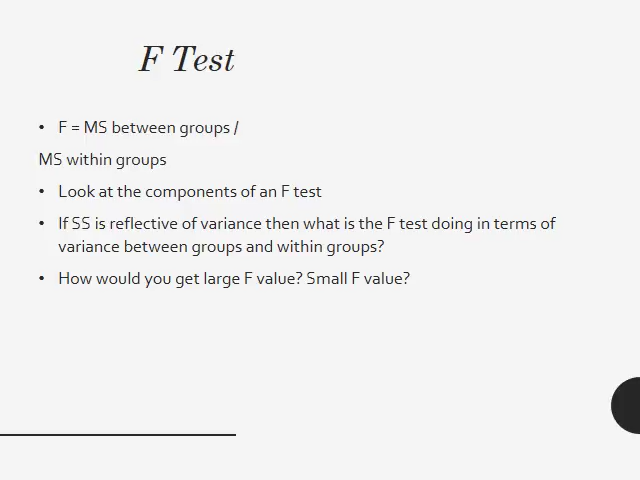 F Test
• F = MS between groups /
MS within groups
• Look at the components of an F test
• If SS is reflective of variance then what is the F test doing in terms of
variance between groups and within groups?
• How would you get large F value? Small F value?